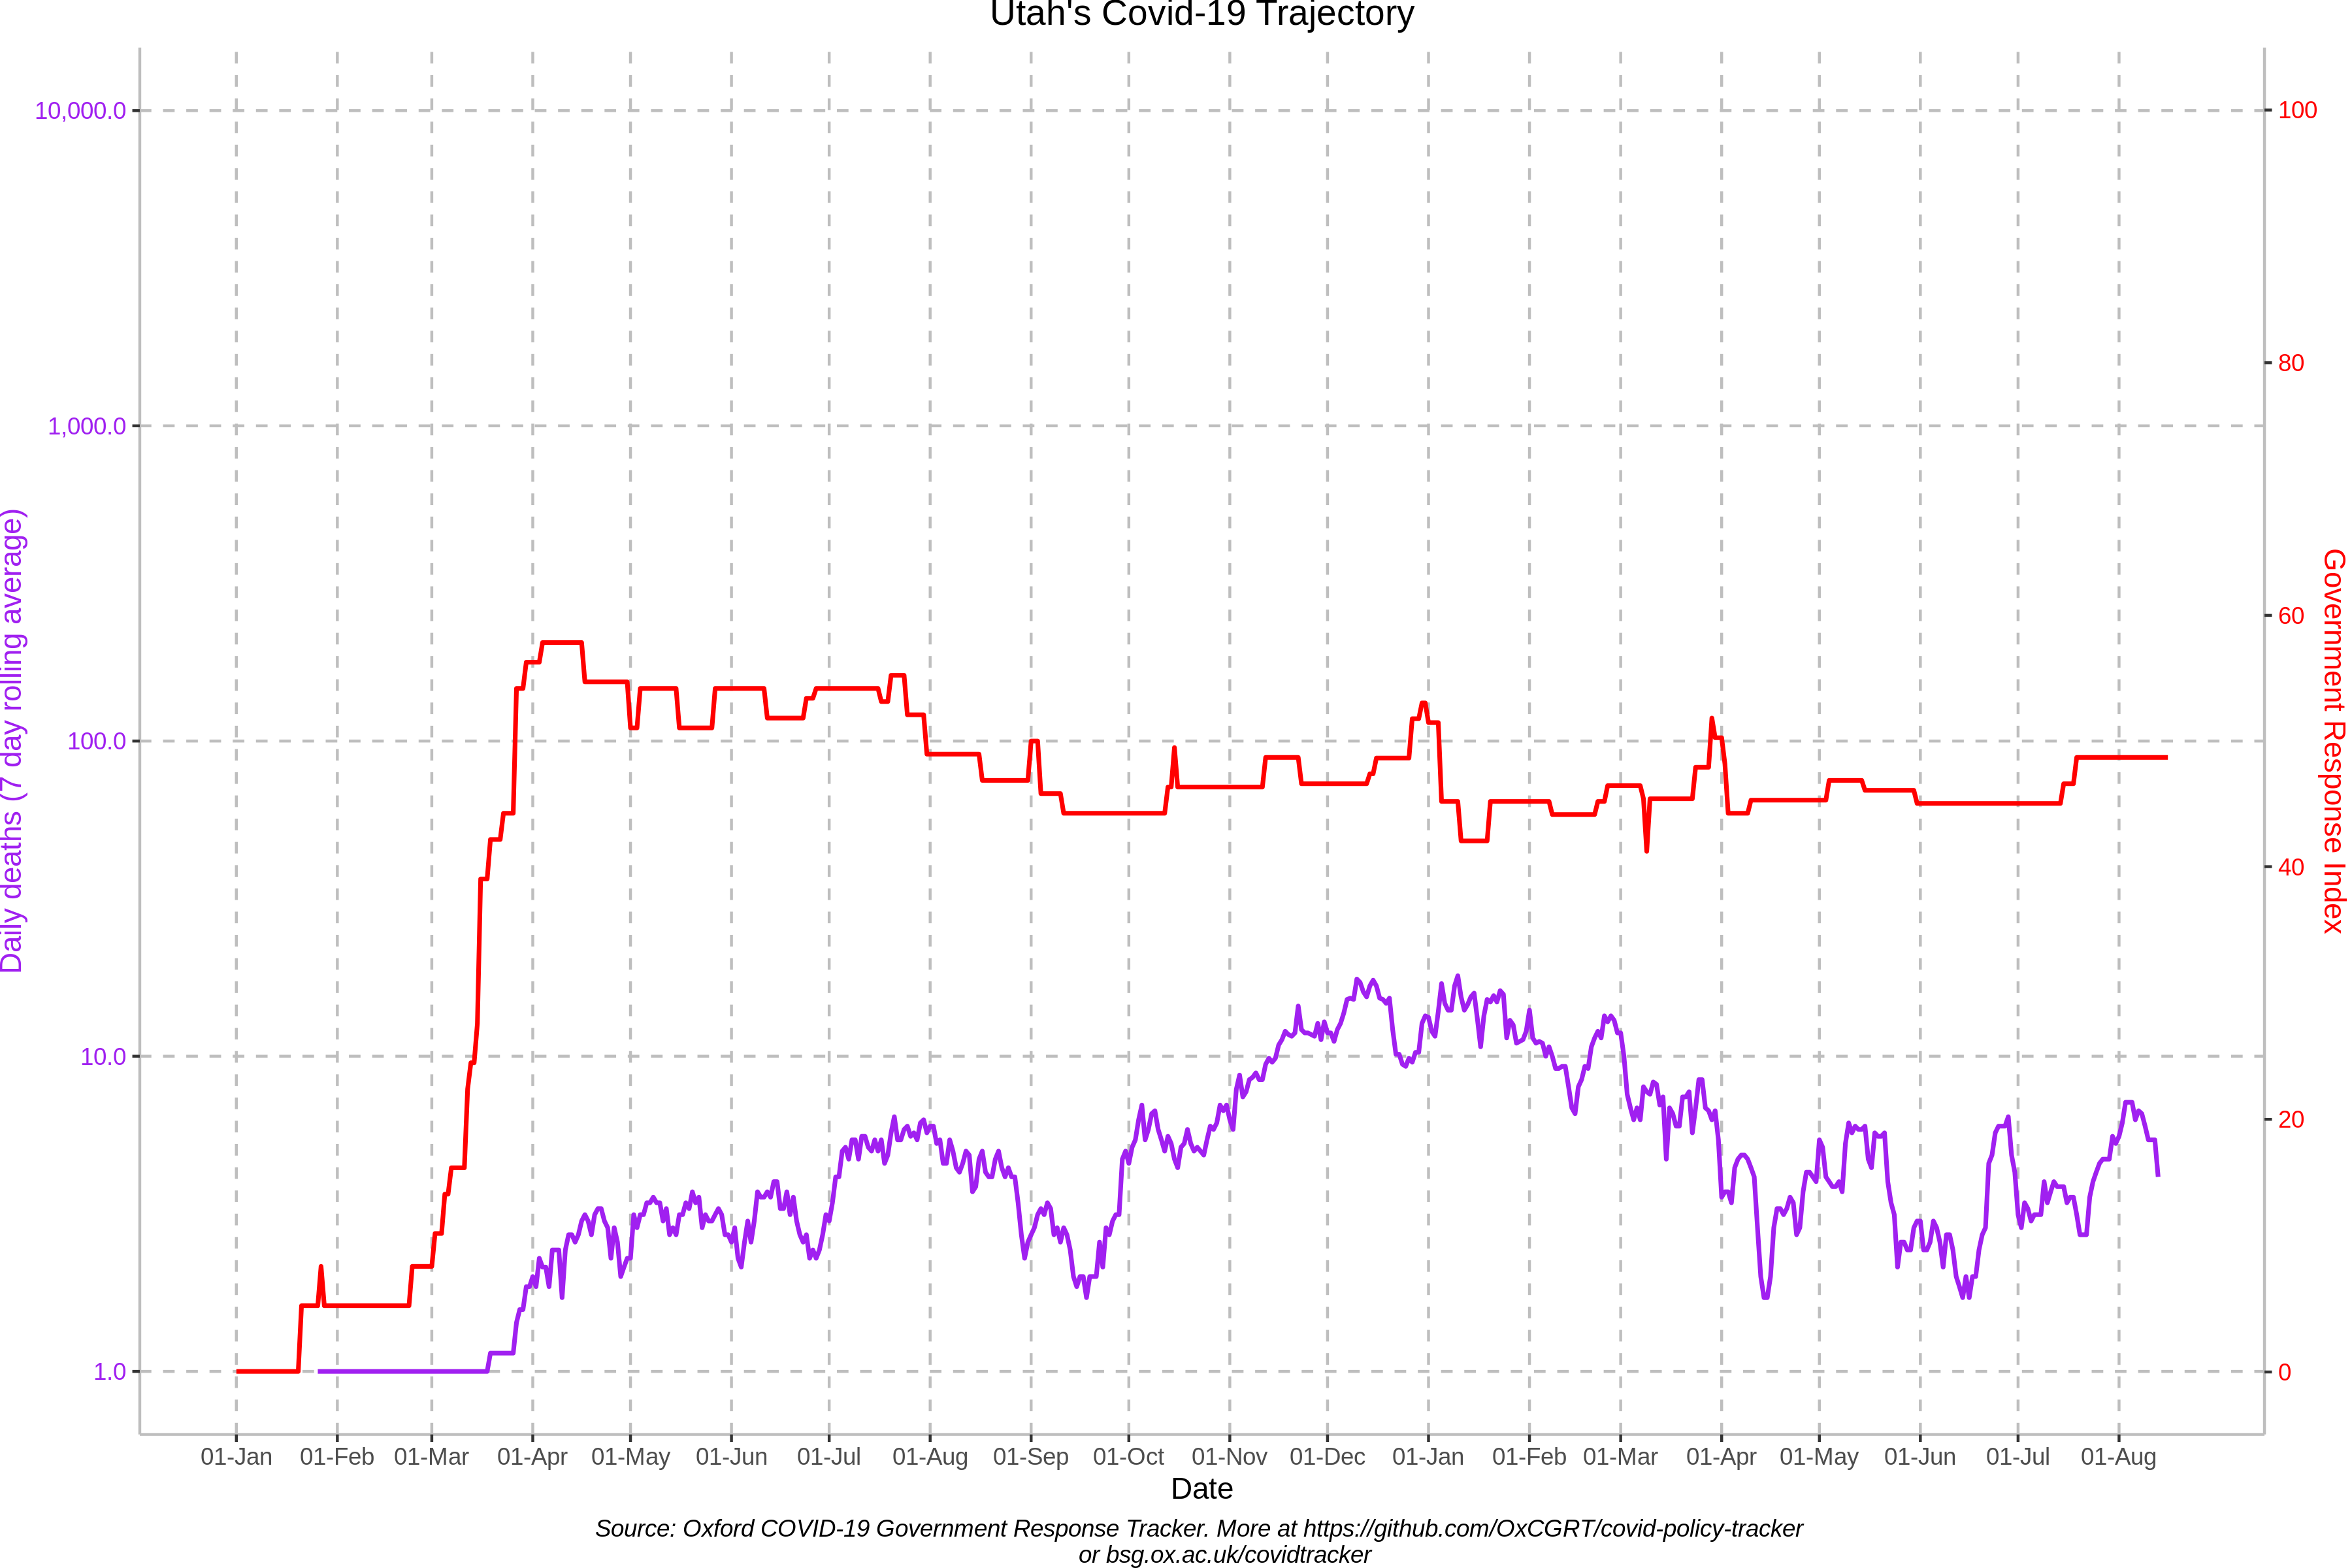 Utah's Covid-19 Trajectory
10,000.0
1,000.0
100.0
10.0
1.0
Daily deaths (7 day rolling average)
100
80
60
40
20
0
Government Response Index
01-Jan 01-Feb 01-Mar 01-Apr 01-May 01-Jun 01-Jul 01-Aug 01-Sep 01-Oct 01-Nov 01-Dec 01-Jan 01-Feb 01-Mar 01-Apr 01-May 01-Jun 01-Jul 01-Aug
Date
Source: Oxford COVID-19 Government Response Tracker. More at https://github.com/OxCGRT/covid-policy-tracker
or bsg.ox.ac.uk/covidtracker